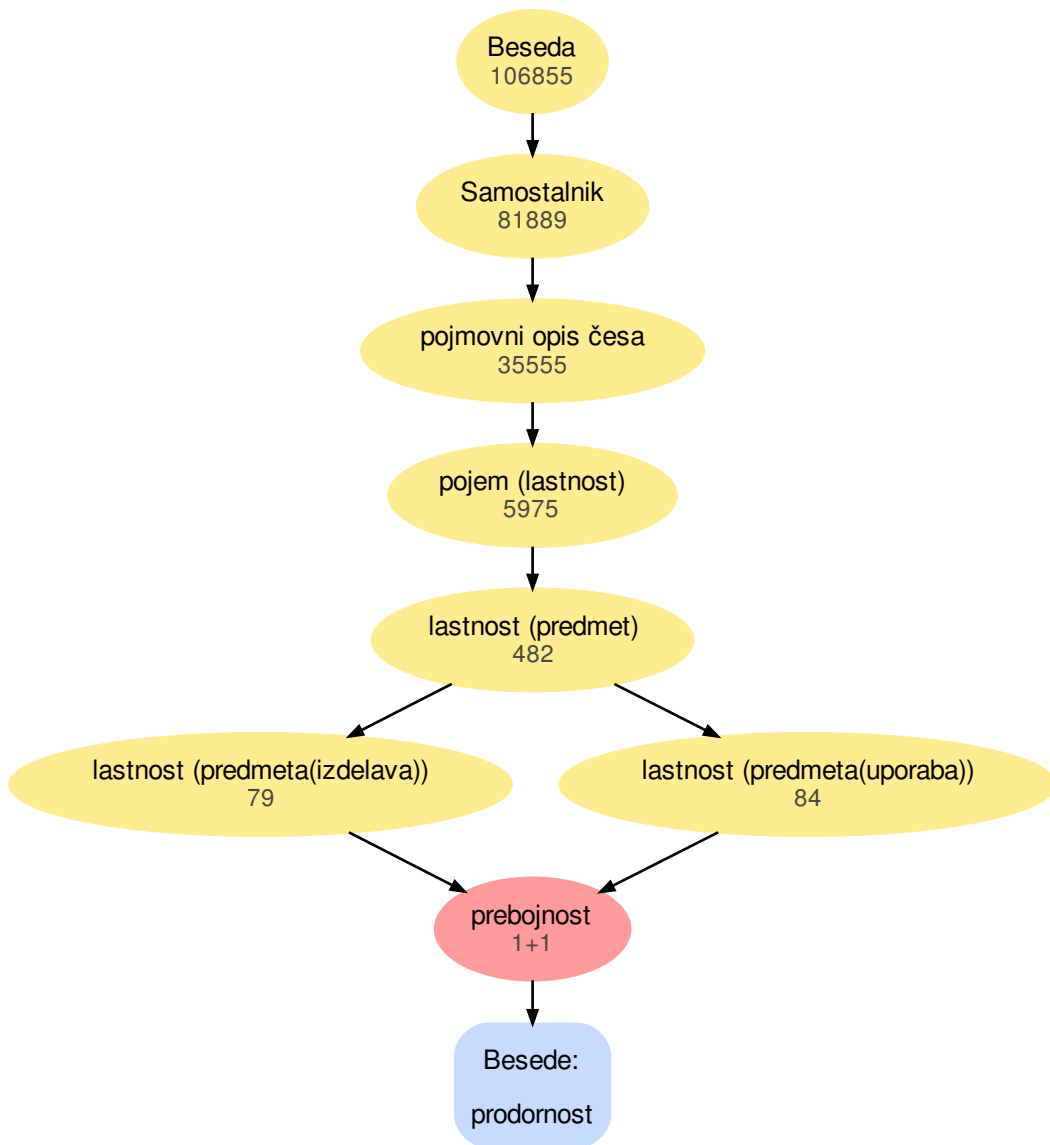 Beseda
106855
Samostalnik
81889
pojmovni opis česa
35555
pojem (lastnost)
5975
lastnost (predmet)
482
lastnost (predmeta(izdelava))
79
lastnost (predmeta(uporaba))
84
prebojnost
1+1
Besede:
prodornost